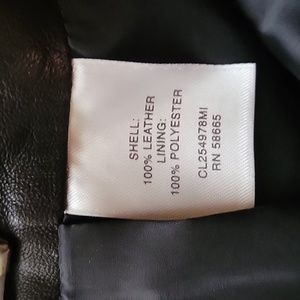 SHELL:
100% LEATHER
LINING:
100% POLYESTER
CL254978MI
RN 58665